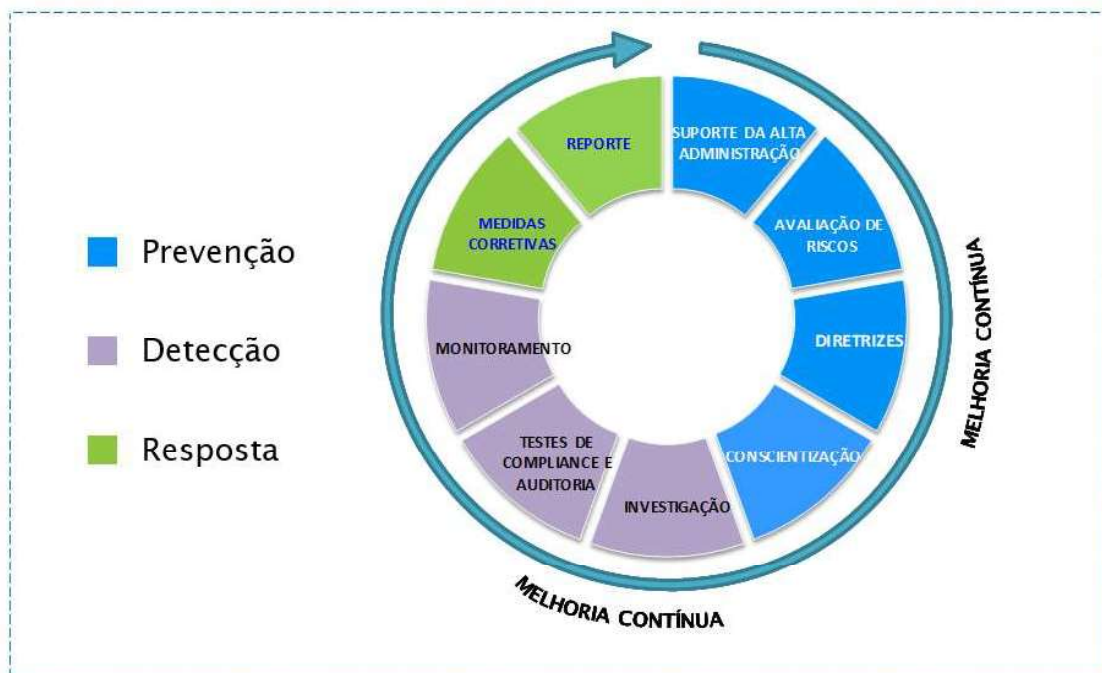 Prevenção
Detecção
Resposta
SUPORTE DA ALTA
ADMINISTRAÇÃO
AVALIAÇÃO DE
RISCOS
DIRETRIZES
CONSCIENTIZAÇÃO
INVESTIGAÇÃO
TESTES DE
COMPLIANCE E
AUDITORIA
MONITORAMENTO
MEDIDAS
CORRETIVAS
REPORTE
MELHORIA CONTÍNUA
MELHORIA CONTÍNUA